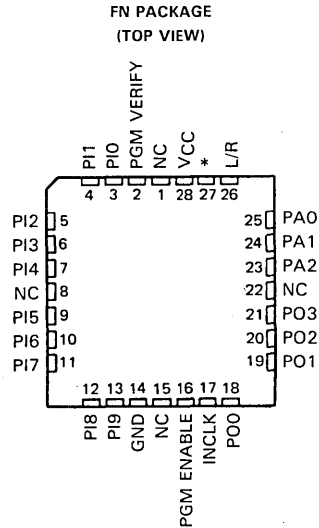 FN PACKAGE
(TOP VIEW)
PI1 PI0 PGM VERIFY NC VCC * L/R
4 3 2 1 28 27 26
PI2 5 25 PA0
PI3 6 24 PA1
PI4 7 23 PA2
NC 8 22 NC
PI5 9 21 PO3
PI6 10 20 PO2
PI7 11 19 PO1
12 13 14 15 16 17 18
PI8 PI9 GND NC PGM ENABLE INCLK PO0